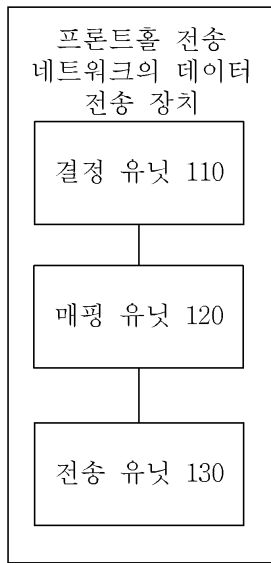 프론트홀 전송
네트워크의 데이터
전송 장치
결정 유닛 110
매핑 유닛 120
전송 유닛 130